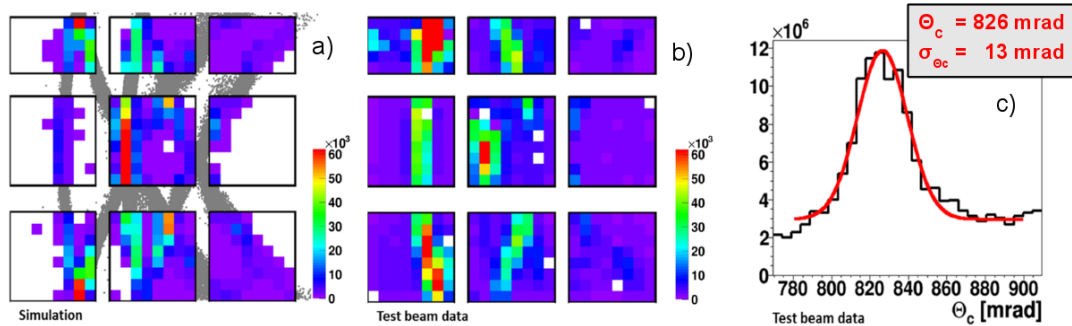 a)
×10³
60
50
40
30
20
10
0
Simulation
b)
×10³
60
50
40
30
20
10
0
Test beam data
Θc = 826 mrad
σΘc = 13 mrad
c)
×10⁶
12
10
8
6
4
2
0
780 800 820 840 860 880 900
Θc [mrad]
Test beam data